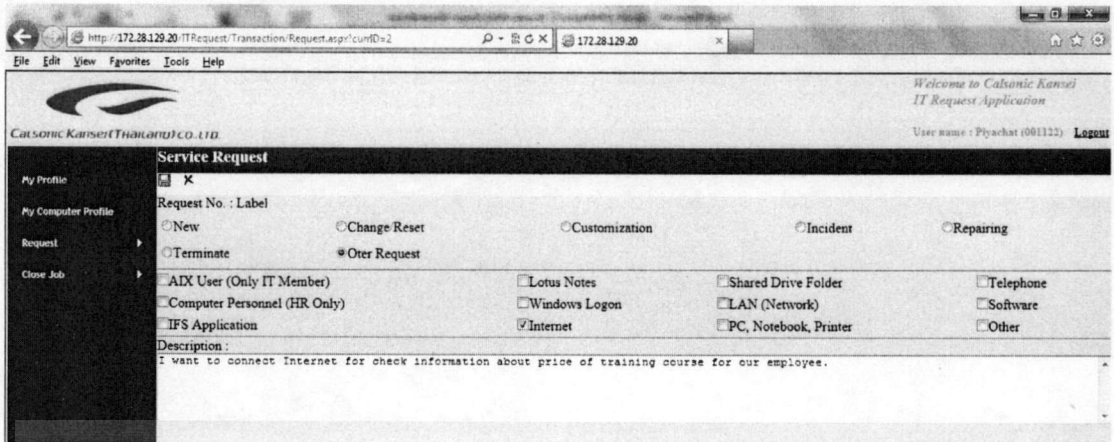 http://172.28.129.20/ITRequest/Transaction/Request.aspx?currID=2
172.28.129.20
File Edit View Favorites Tools Help
Welcome to Calsonic Kansei
IT Request Application
Calsonic Kansei (Thailand) Co., Ltd.
User name : Piyachat (001122) Logout
Service Request
My Profile
My Computer Profile
Request
Close Job
Request No. : Label
New Change/Reset Customization Incident Repairing
Terminate Oter Request
AIX User (Only IT Member) Lotus Notes Shared Drive Folder Telephone
Computer Personnel (HR Only) Windows Logon LAN (Network) Software
IFS Application Internet PC, Notebook, Printer Other
Description :
I want to connect Internet for check information about price of training course for our employee.